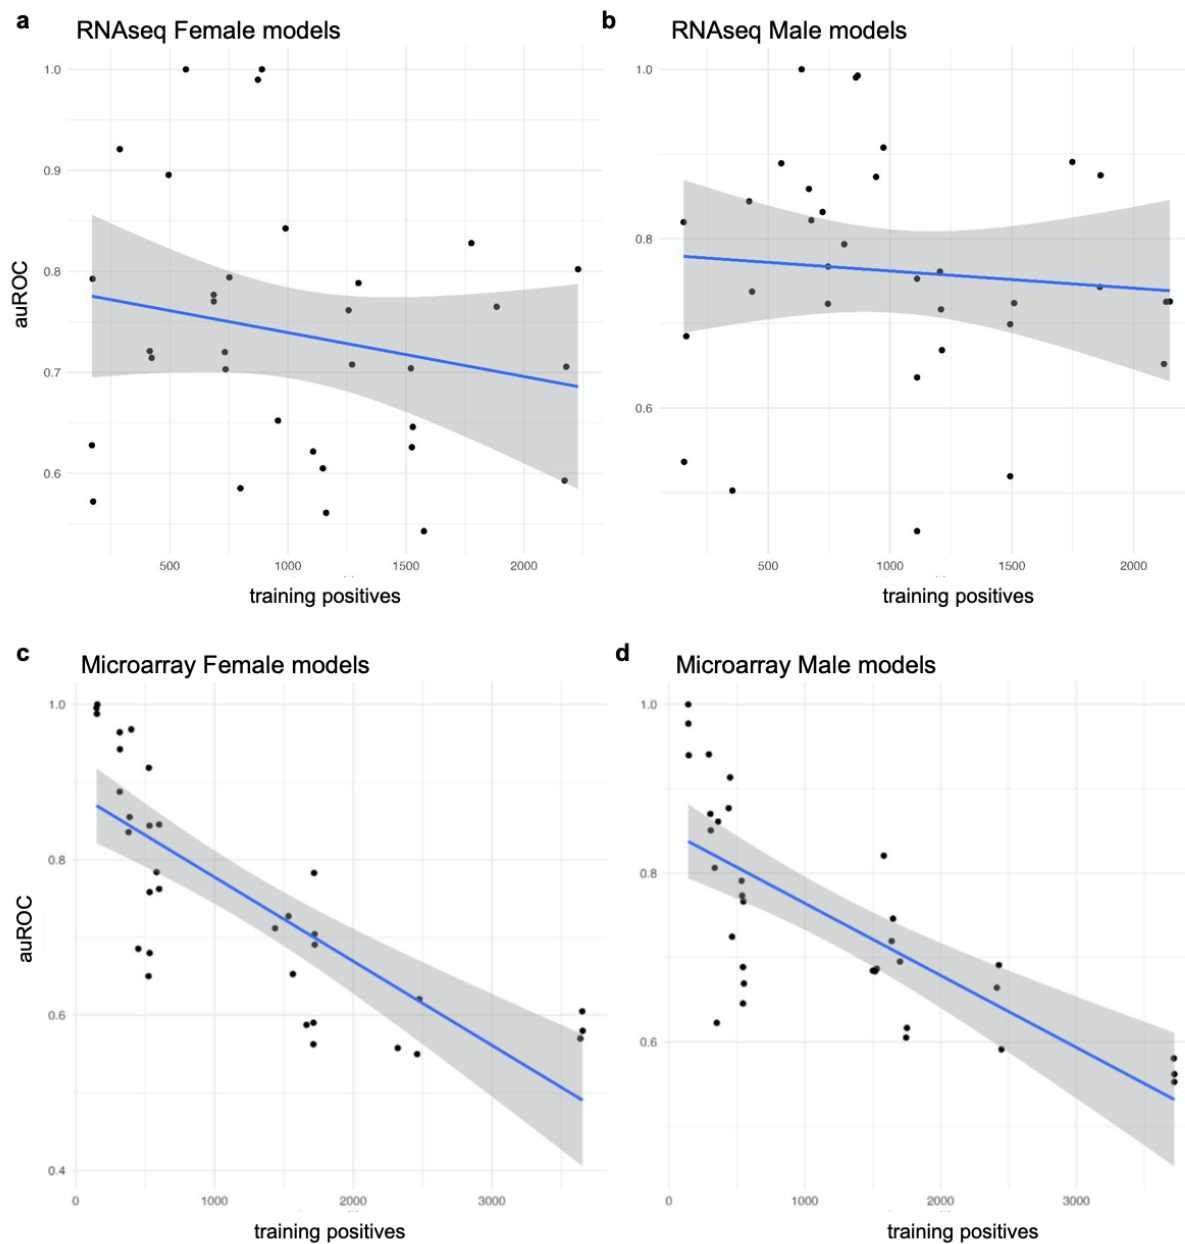 a
RNAseq Female models
1.0
0.9
0.8
0.7
0.6
auROC
500 1000 1500 2000
training positives
b
RNAseq Male models
1.0
0.8
0.6
500 1000 1500 2000
training positives
c
Microarray Female models
1.0
0.8
0.6
0.4
auROC
0 1000 2000 3000
training positives
d
Microarray Male models
1.0
0.8
0.6
0 1000 2000 3000
training positives